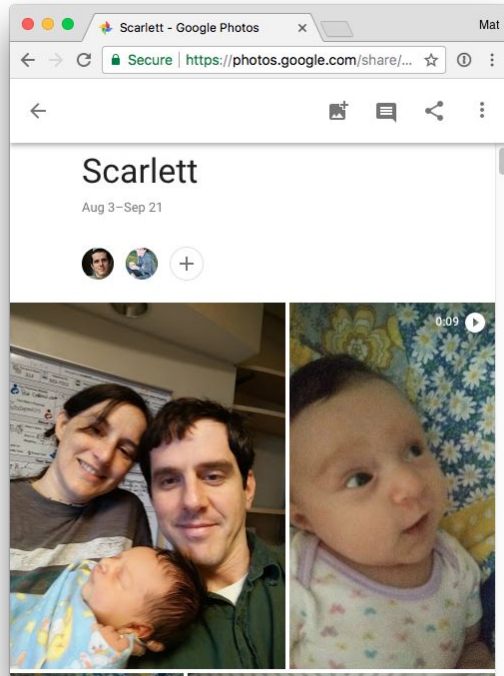 Scarlett - Google Photos
Mat
Secure
https://photos.google.com/share/...
Scarlett
Aug 3–Sep 21
0:09